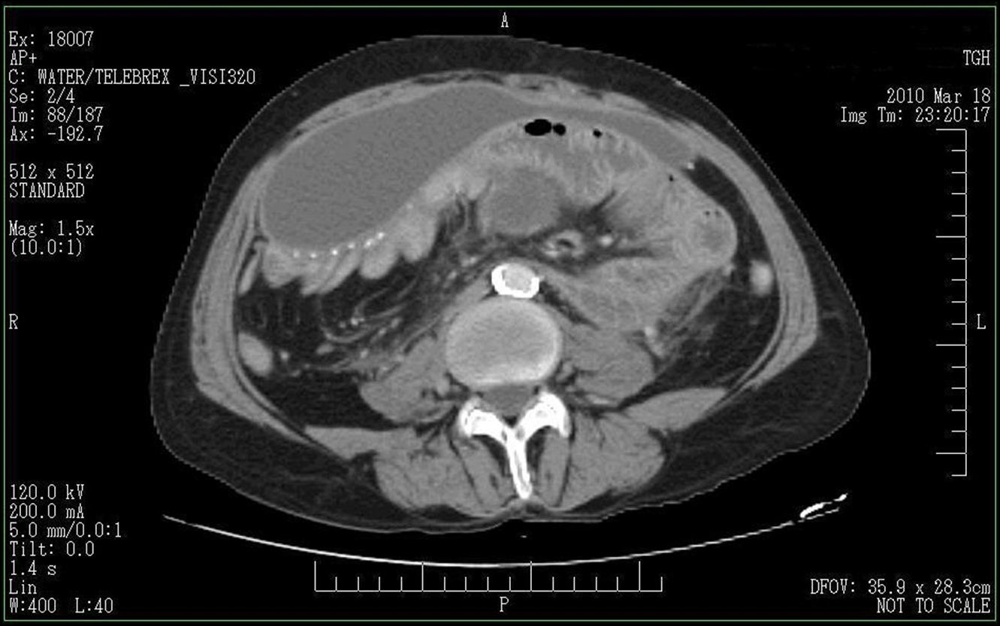 A
Ex: 18007
AP+
C: WATER/TELEBREX _VISI320
Se: 2/4
Im: 88/187
Ax: -192.7
512 x 512
STANDARD
Mag: 1.5x
(10.0:1)
TGH
2010 Mar 18
Img Tm: 23:20:17
R
L
120.0 kV
200.0 mA
5.0 mm/0.0:1
Tilt: 0.0
1.4 s
Lin
W:400 L:40
P
DFOV: 35.9 x 28.3cm
NOT TO SCALE